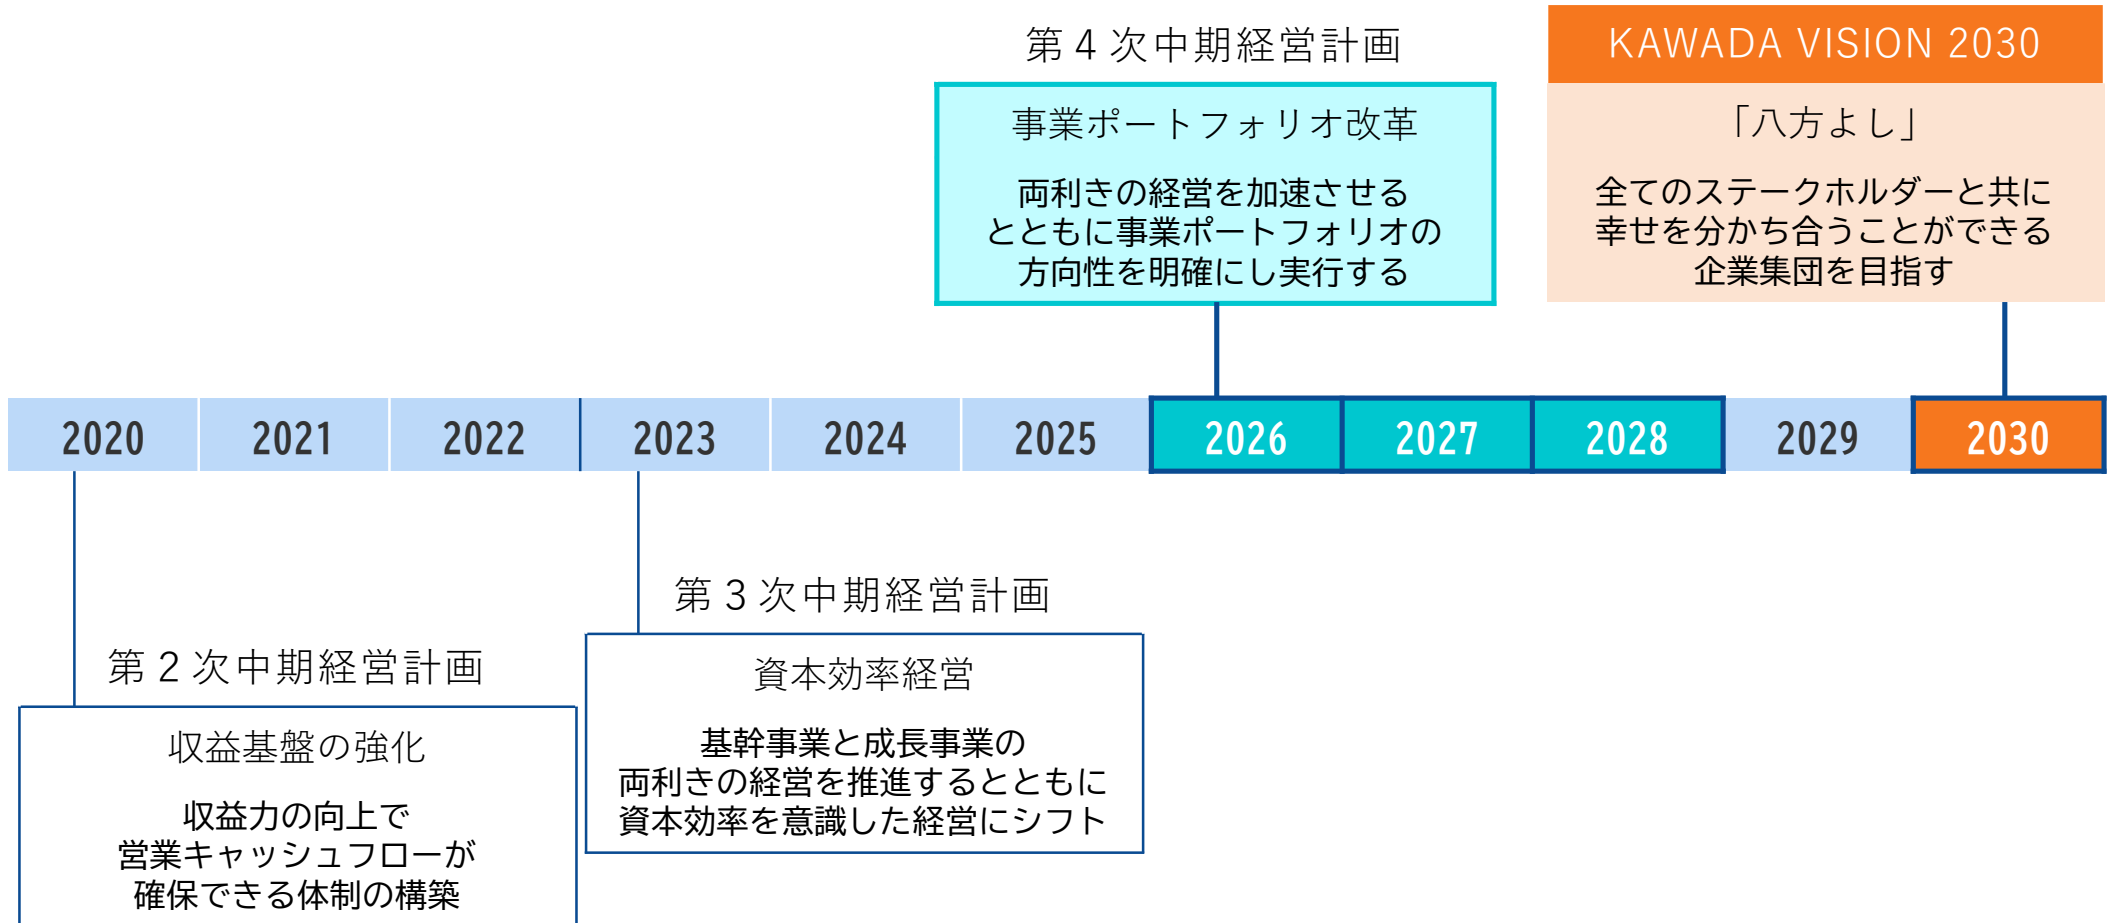 第4次中期経営計画
事業ポートフォリオ改革
両利きの経営を加速させる
とともに事業ポートフォリオの
方向性を明確にし実行する
KAWADA VISION 2030
「八方よし」
全てのステークホルダーと共に
幸せを分かち合うことができる
企業集団を目指す
2020 2021 2022 2023 2024 2025 2026 2027 2028 2029 2030
第2次中期経営計画
収益基盤の強化
収益力の向上で
営業キャッシュフローが
確保できる体制の構築
第3次中期経営計画
資本効率経営
基幹事業と成長事業の
両利きの経営を推進するとともに
資本効率を意識した経営にシフト